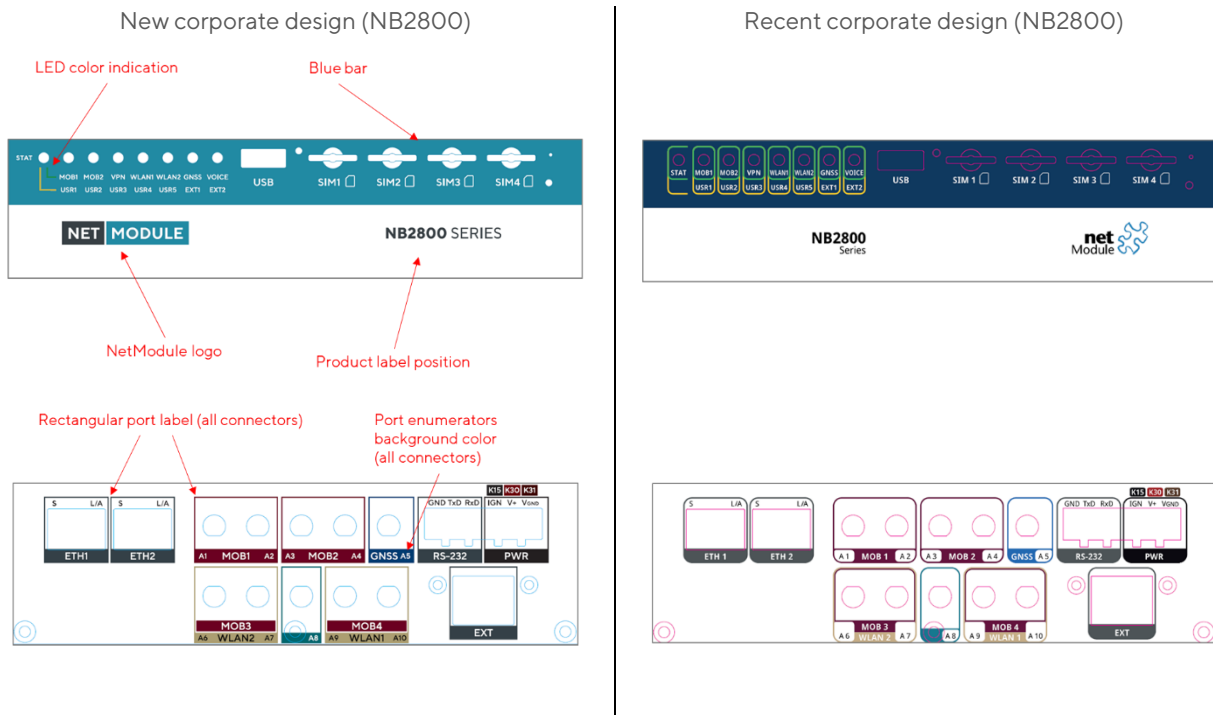 New corporate design (NB2800)
LED color indication
Blue bar
STAT
MOB1 MOB2 VPN WLAN1 WLAN2 GNSS VOICE
USR1 USR2 USR3 USR4 USR5 EXT1 EXT2
USB
SIM1 SIM2 SIM3 SIM4
NET MODULE
NB2800 SERIES
NetModule logo
Product label position
Rectangular port label (all connectors)
Port enumerators
background color
(all connectors)
K15 K30 K31
S L/A S L/A
GND TxD RxD IGN V+ VGND
ETH1 ETH2 A1 MOB1 A2 A3 MOB2 A4 GNSS A5 RS-232 PWR
MOB3 MOB4
A6 WLAN2 A7 A8 A9 WLAN1 A10
EXT
Recent corporate design (NB2800)
STAT MOB1 MOB2 VPN WLAN1 WLAN2 GNSS VOICE
USR1 USR2 USR3 USR4 USR5 EXT1 EXT2
USB
SIM 1 SIM 2 SIM 3 SIM 4
NB2800
Series
net
Module
K15 K30 K31
S L/A S L/A
GND TxD RxD IGN V+ VGND
ETH 1 ETH 2 A 1 MOB 1 A 2 A 3 MOB 2 A 4 GNSS A 5 RS-232 PWR
MOB 3 MOB 4
A 6 WLAN 2 A 7 A 8 A 9 WLAN 1 A 10
EXT